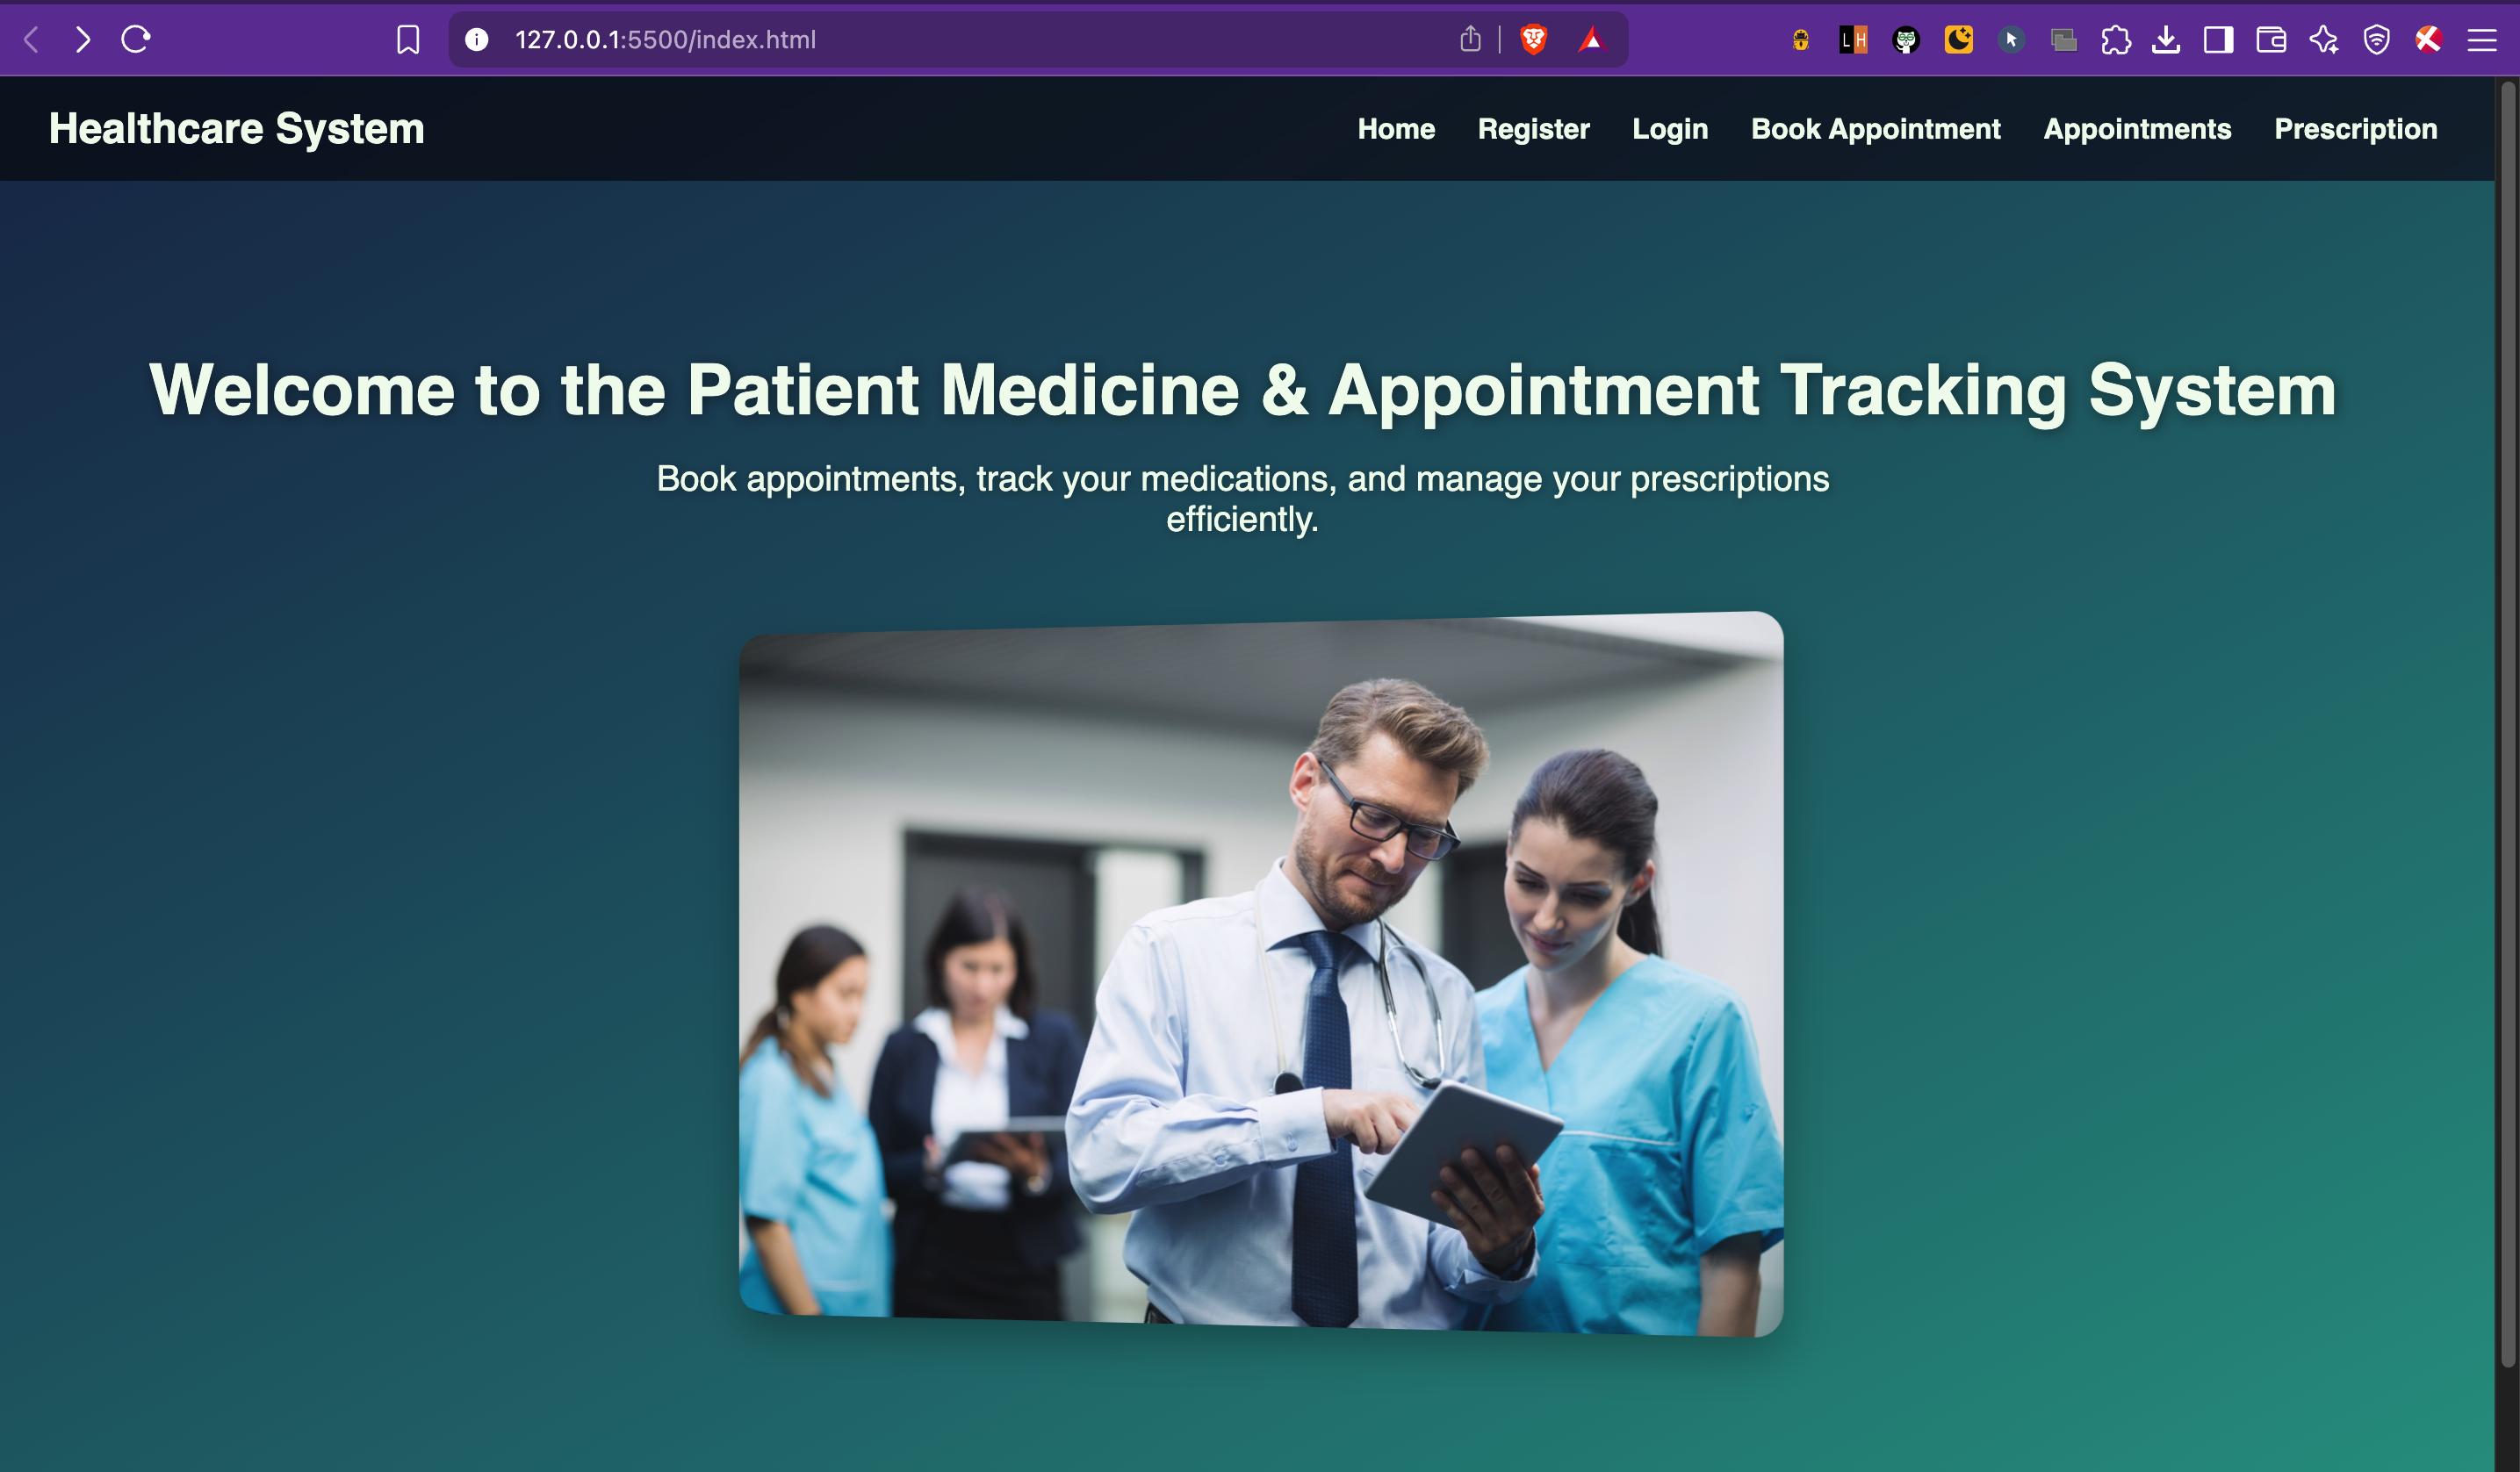 127.0.0.1:5500/index.html
LH
Healthcare System
Home Register Login Book Appointment Appointments Prescription
Welcome to the Patient Medicine & Appointment Tracking System
Book appointments, track your medications, and manage your prescriptions
efficiently.